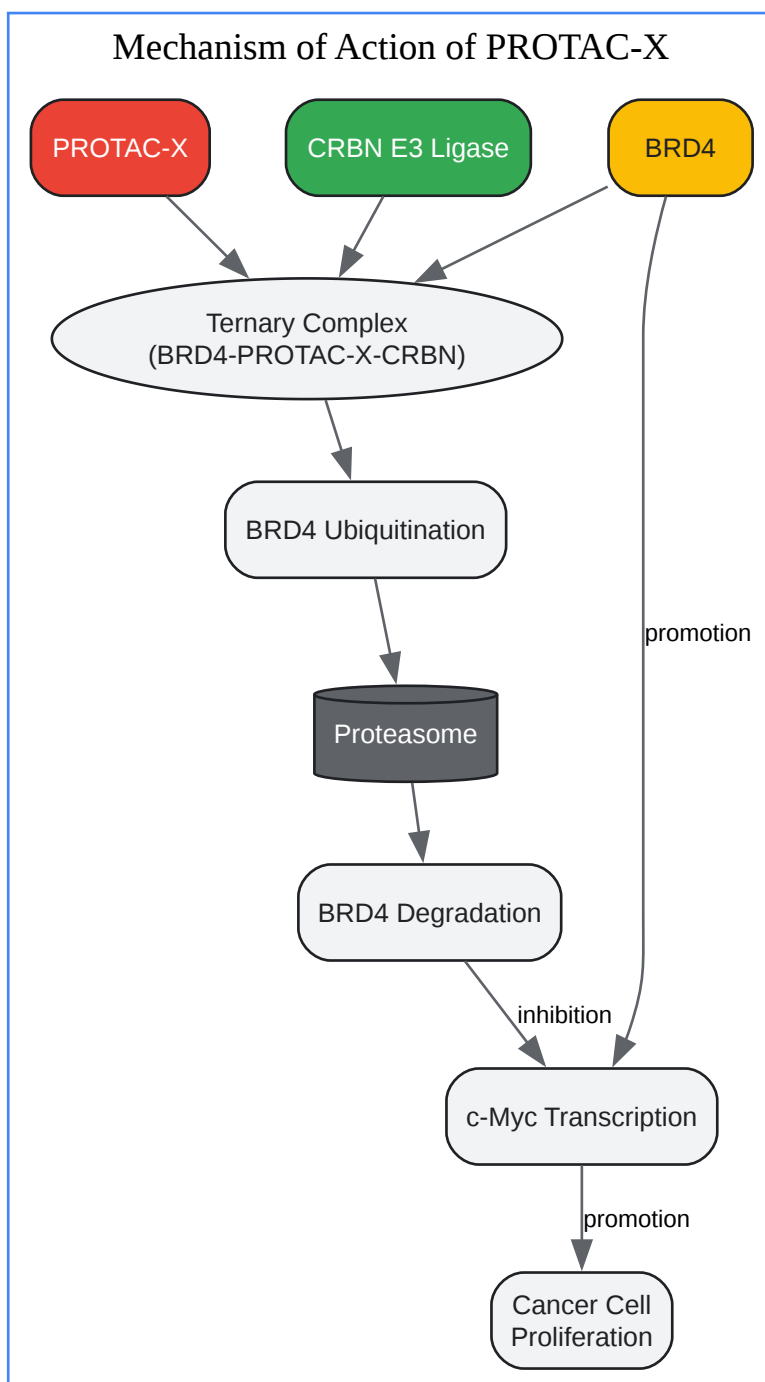 Mechanism of Action of PROTAC-X
PROTAC-X
CRBN E3 Ligase
BRD4
Ternary Complex
(BRD4-PROTAC-X-CRBN)
BRD4 Ubiquitination
promotion
Proteasome
BRD4 Degradation
inhibition
c-Myc Transcription
promotion
Cancer Cell
Proliferation